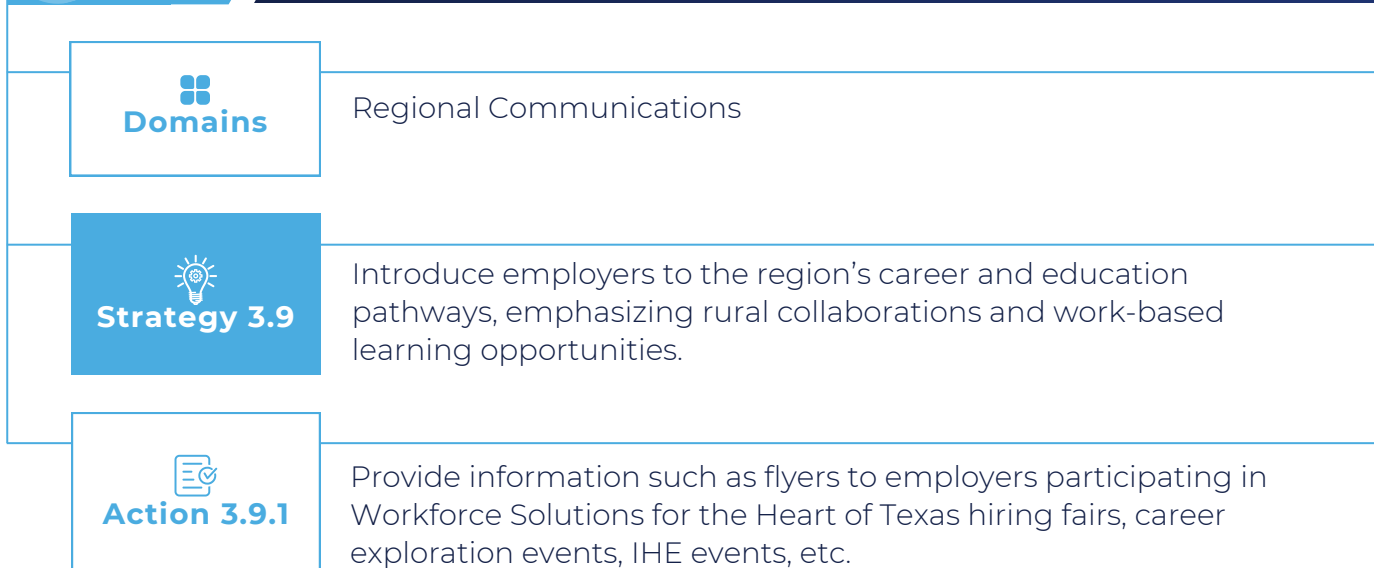 Domains
Regional Communications
Strategy 3.9
Introduce employers to the region’s career and education
pathways, emphasizing rural collaborations and work-based
learning opportunities.
Action 3.9.1
Provide information such as flyers to employers participating in
Workforce Solutions for the Heart of Texas hiring fairs, career
exploration events, IHE events, etc.